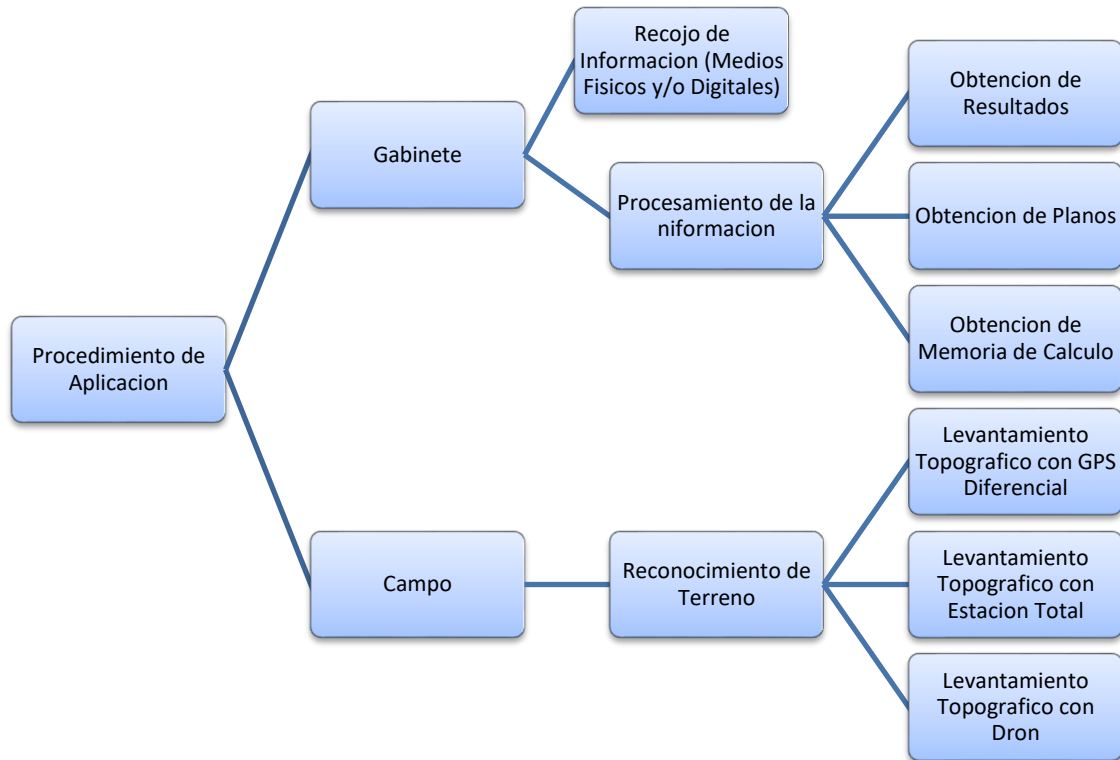 Procedimiento de
Aplicacion
Gabinete
Recojo de
Informacion (Medios
Fisicos y/o Digitales)
Procesamiento de la
niformacion
Obtencion de
Resultados
Obtencion de Planos
Obtencion de
Memoria de Calculo
Campo
Reconocimiento de
Terreno
Levantamiento
Topografico con GPS
Diferencial
Levantamiento
Topografico con
Estacion Total
Levantamiento
Topografico con
Dron